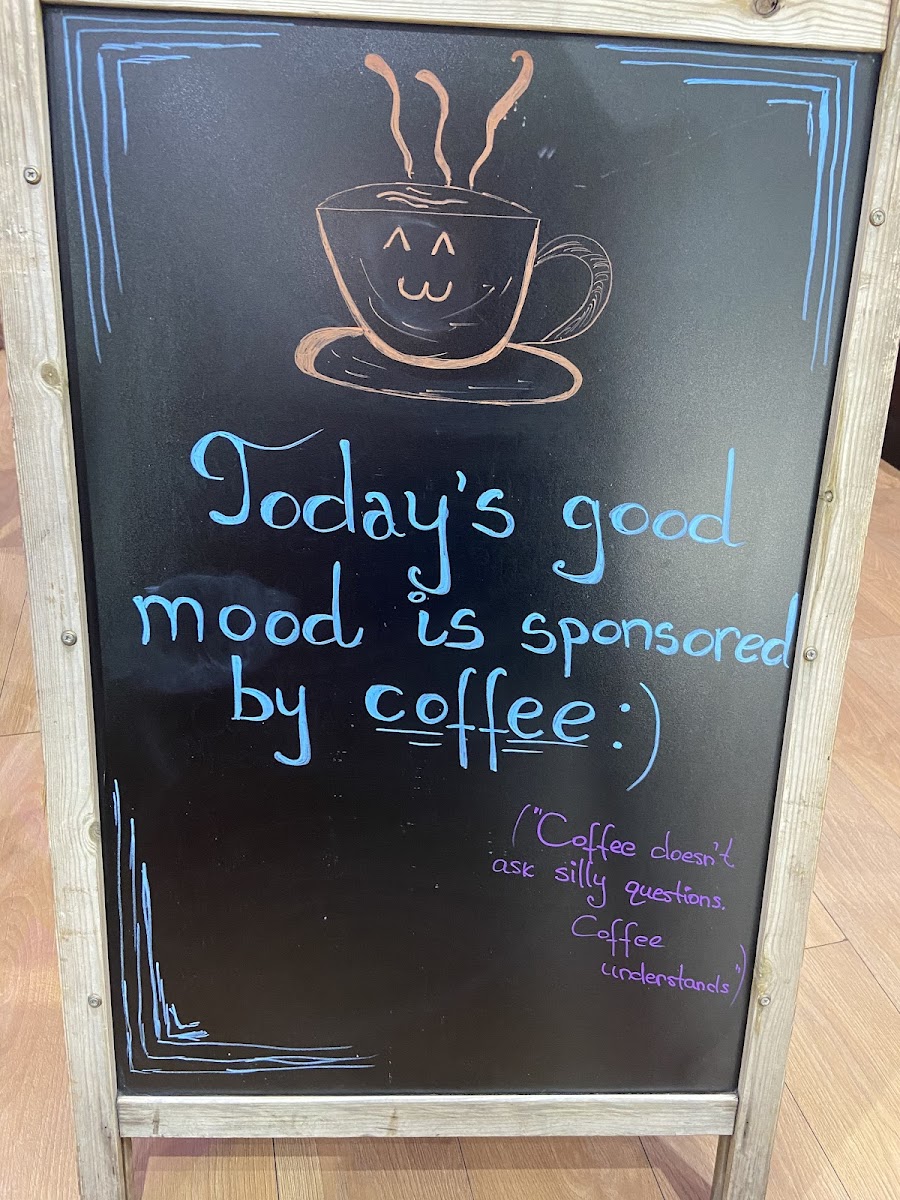 Today's good
mood is sponsored
by coffee :)
("Coffee doesn't
ask silly questions.
Coffee
understands")